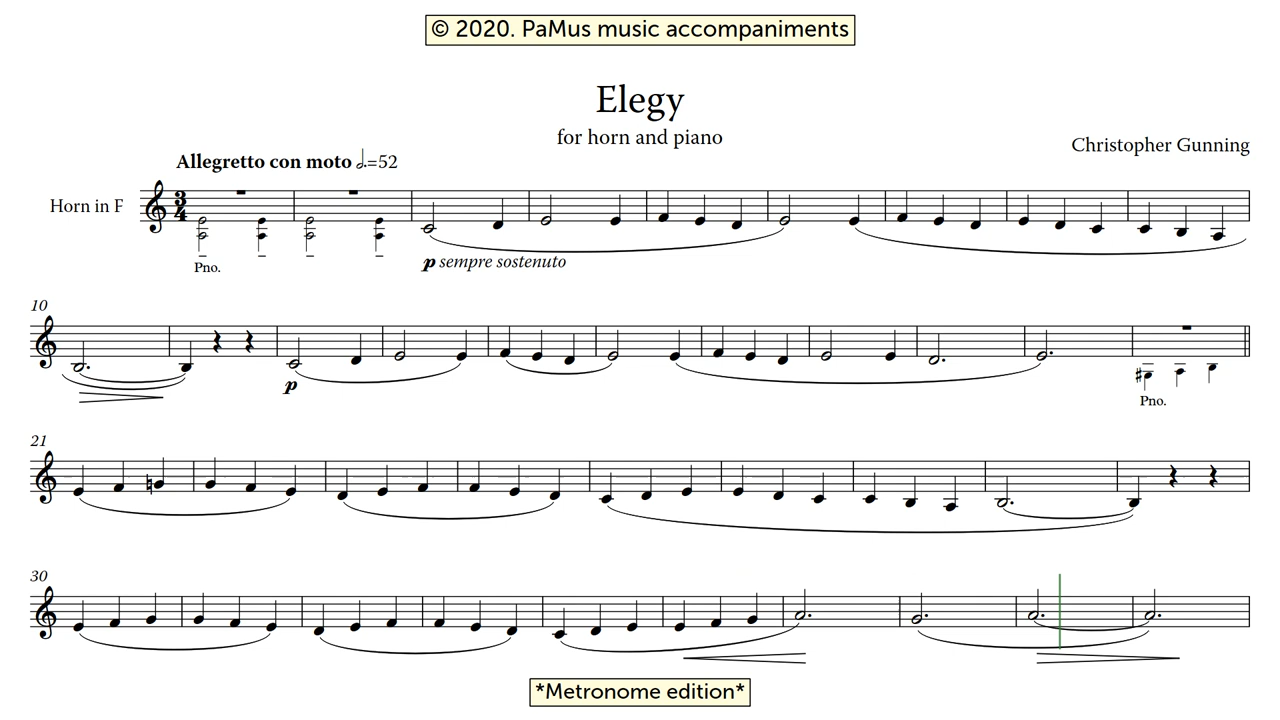 © 2020. PaMus music accompaniments
Elegy
for horn and piano
Christopher Gunning
Allegretto con moto 𝅗𝅥.=52
Horn in F
3
4
Pno.
p sempre sostenuto
10
p
Pno.
21
30
*Metronome edition*